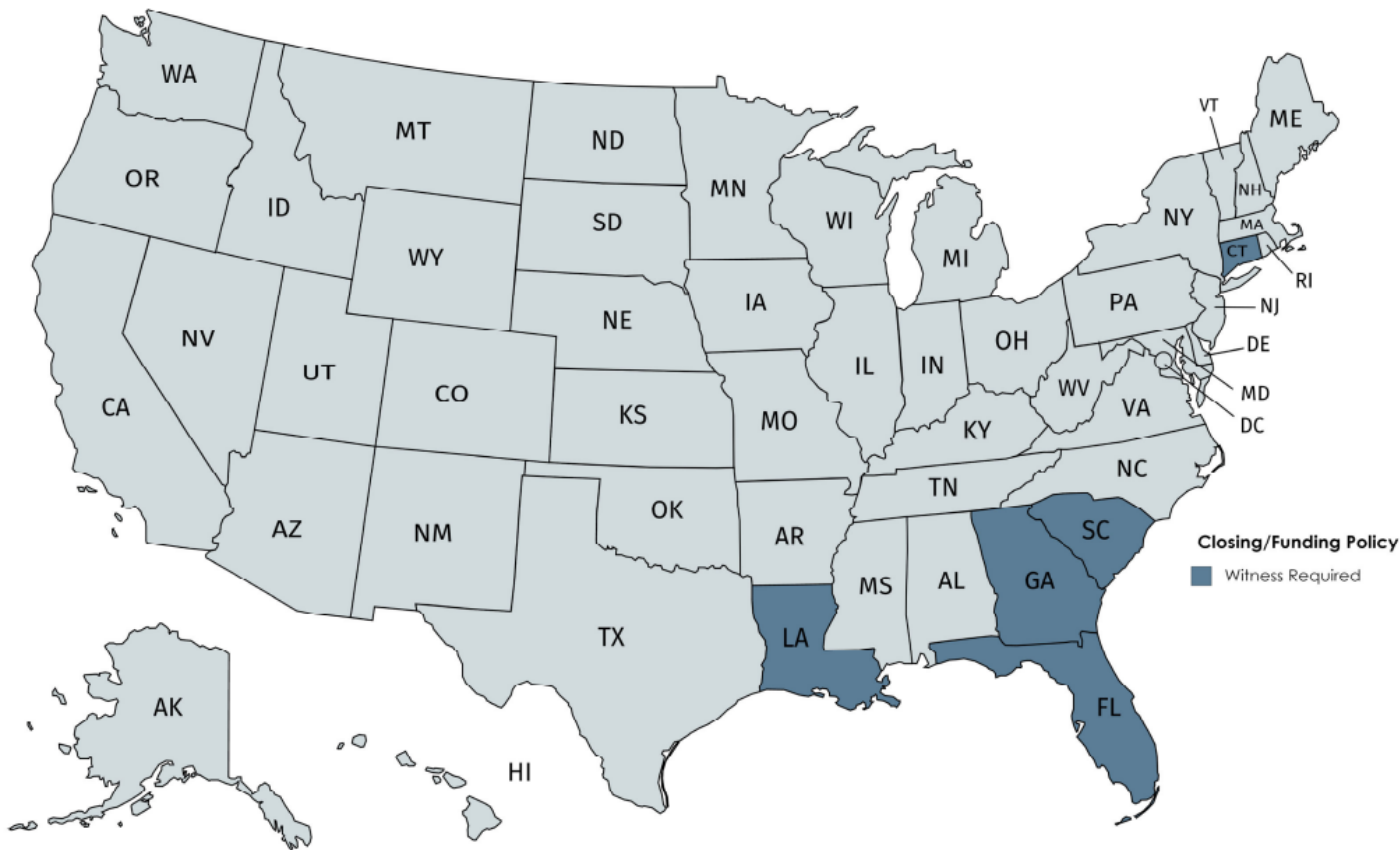 WA
MT
ND
MN
VT
ME
OR
ID
SD
WI
NH
NY
MA
WY
MI
CT
RI
IA
PA
NJ
NE
NV
OH
DE
UT
IL
IN
CO
WV
MD
CA
KS
MO
VA
DC
KY
NC
TN
OK
AZ
NM
AR
SC
Closing/Funding Policy
Witness Required
MS
AL
GA
TX
LA
AK
FL
HI